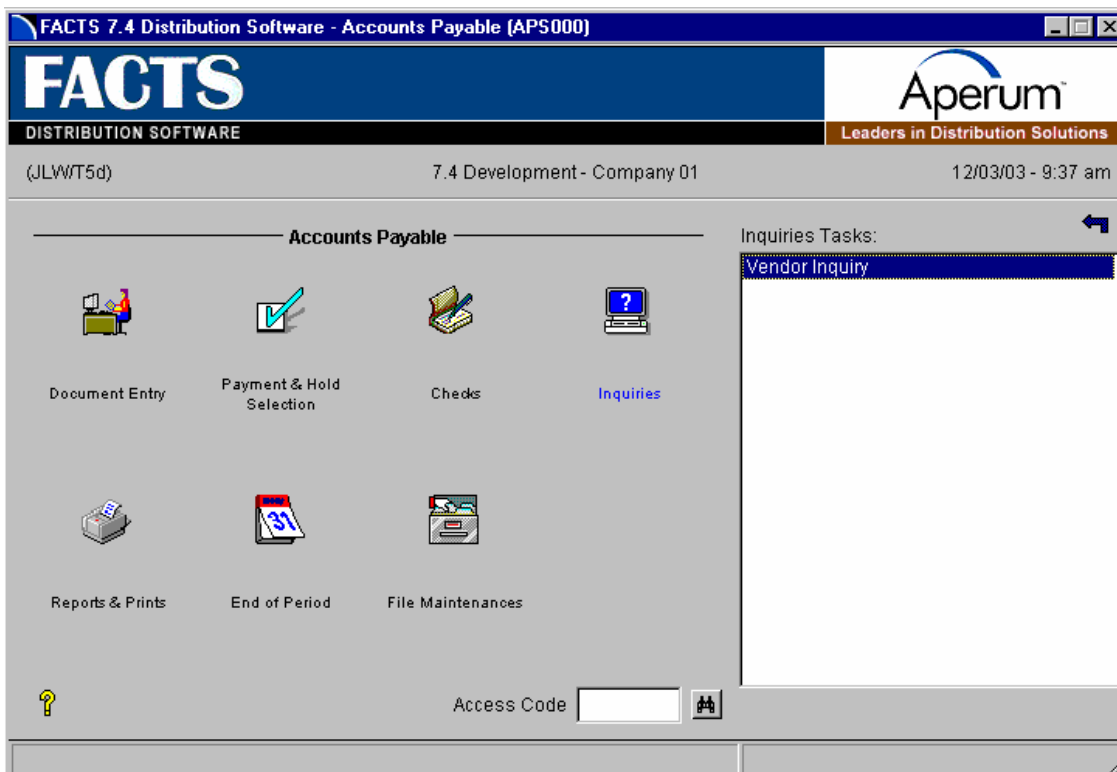 FACTS 7.4 Distribution Software - Accounts Payable (APS000)
FACTS
DISTRIBUTION SOFTWARE
Aperum™
Leaders in Distribution Solutions
(JLW/T5d)
7.4 Development - Company 01
12/03/03 - 9:37 am
Accounts Payable
Inquiries Tasks:
Vendor Inquiry
?
Document Entry
Payment & Hold
Selection
Checks
Inquiries
31
Reports & Prints
End of Period
File Maintenances
?
Access Code